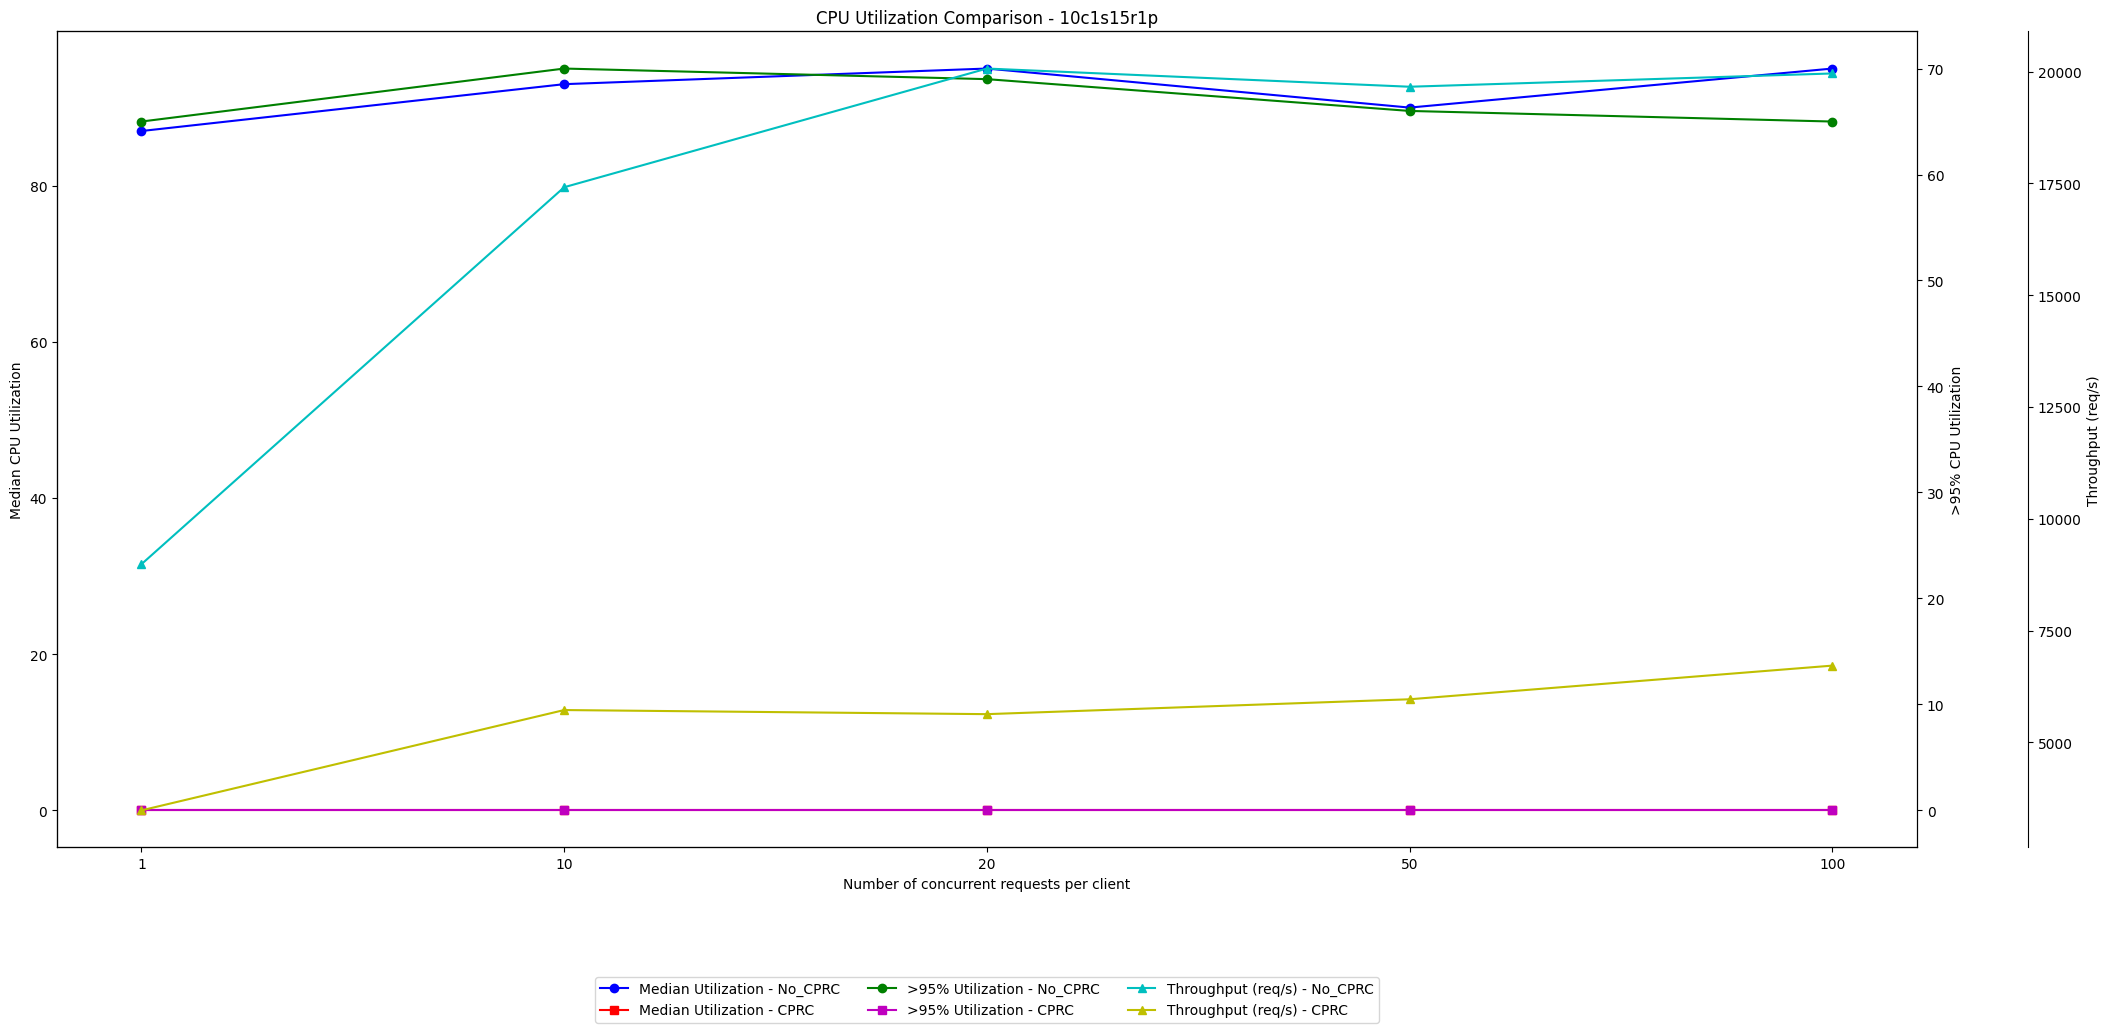 CPU Utilization Comparison - 10c1s15r1p
Median CPU Utilization
80
60
40
20
0
70
60
50
40
30
20
10
0
>95% CPU Utilization
20000
17500
15000
12500
10000
7500
5000
Throughput (req/s)
1 10 20 50 100
Number of concurrent requests per client
Median Utilization - No_CPRC >95% Utilization - No_CPRC Throughput (req/s) - No_CPRC
Median Utilization - CPRC >95% Utilization - CPRC Throughput (req/s) - CPRC